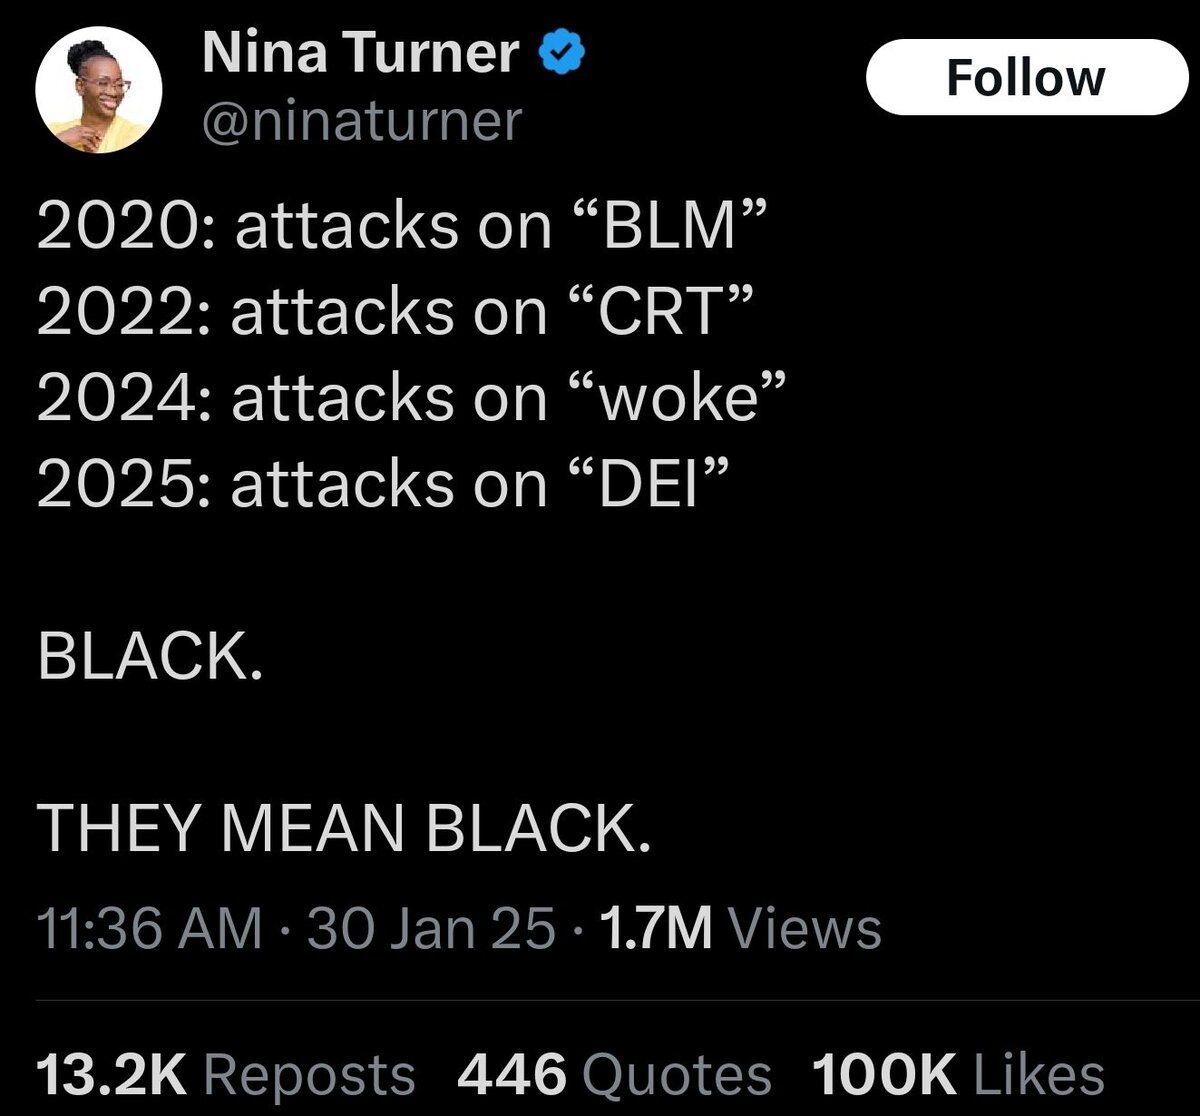 Nina Turner
@ninaturner
Follow
2020: attacks on “BLM”
2022: attacks on “CRT”
2024: attacks on “woke”
2025: attacks on “DEI”
BLACK.
THEY MEAN BLACK.
11:36 AM · 30 Jan 25 · 1.7M Views
13.2K Reposts 446 Quotes 100K Likes